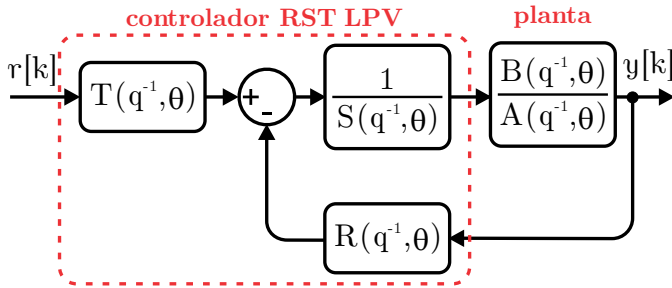 controlador RST LPV
planta
r[k]
T(q⁻¹,θ)
+
-
1
S(q⁻¹,θ)
B(q⁻¹,θ)
A(q⁻¹,θ)
y[k]
R(q⁻¹,θ)